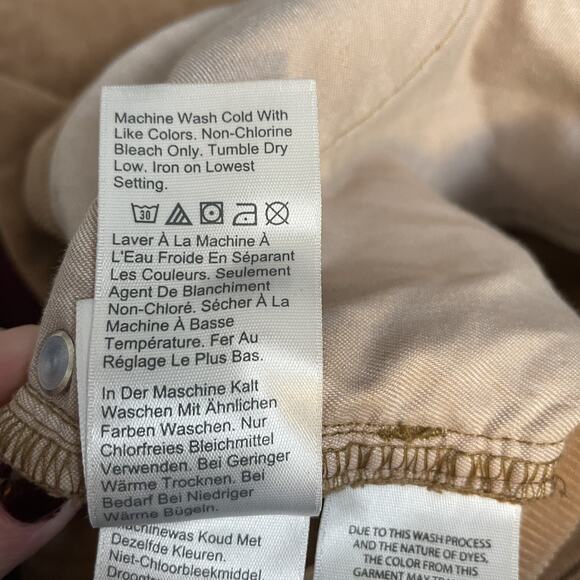 Machine Wash Cold With
Like Colors. Non-Chlorine
Bleach Only. Tumble Dry
Low. Iron on Lowest
Setting.
30
Laver À La Machine À
L'Eau Froide En Séparant
Les Couleurs. Seulement
Agent De Blanchiment
Non-Chloré. Sécher À La
Machine À Basse
Température. Fer Au
Réglage Le Plus Bas.
In Der Maschine Kalt
Waschen Mit Ähnlichen
Farben Waschen. Nur
Chlorfreies Bleichmittel
Verwenden. Bei Geringer
Wärme Trocknen. Bei
Bedarf Bei Niedriger
Wärme Bügeln.
Machinewas Koud Met
Dezelfde Kleuren.
Niet-Chloorbleekmiddel
DUE TO THIS WASH PROCESS
AND THE NATURE OF DYES,
THE COLOR FROM THIS